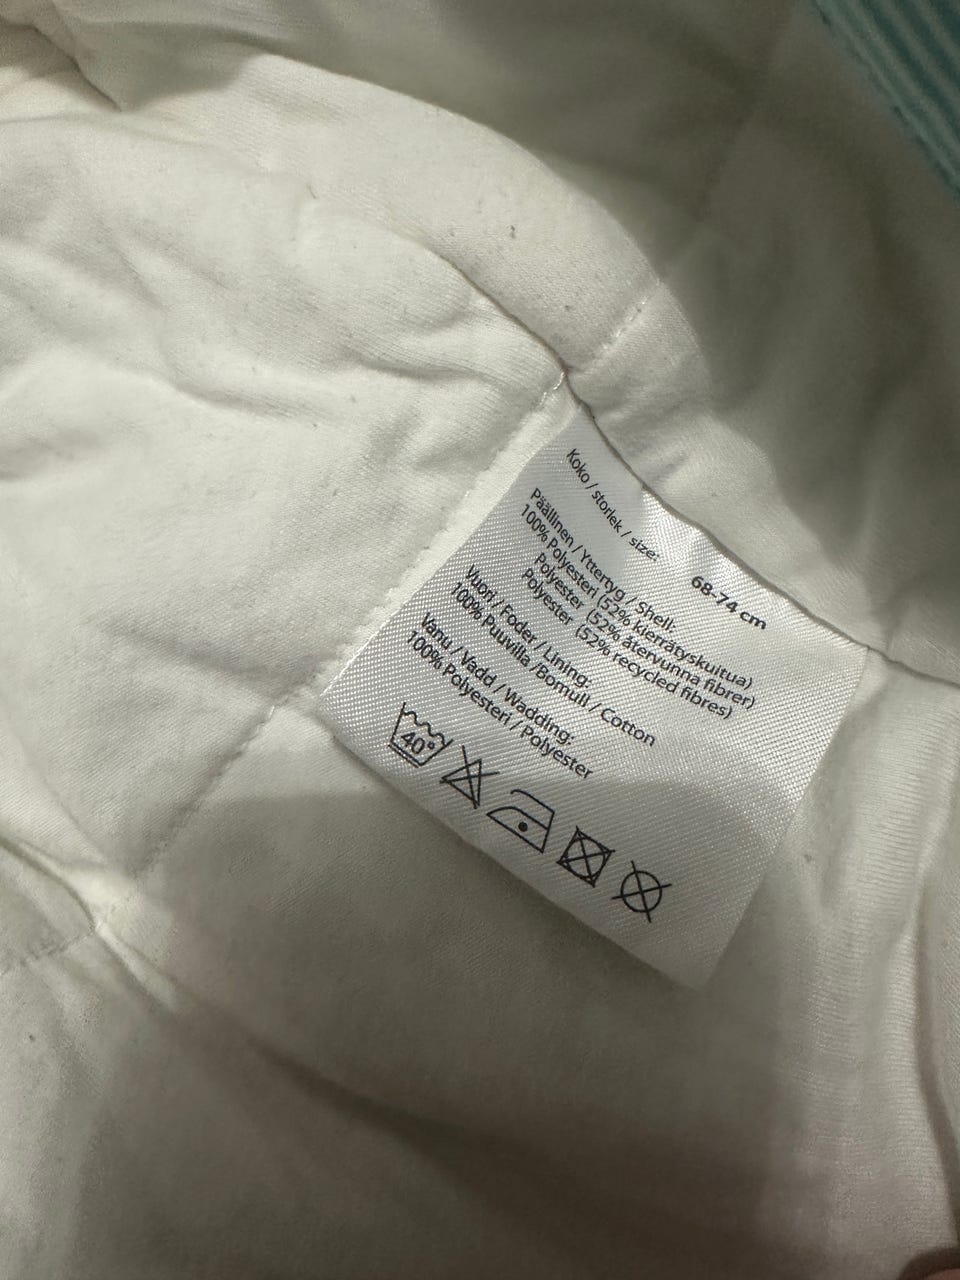 Koko / storlek / size:
68-74 cm
Päällinen / Yttertyg / Shell:
100% Polyesteri (52% kierrätyskuitua)
Polyester (52% återvunna fibrer)
Polyester (52% recycled fibres)
Vuori / Foder / Lining:
100% Puuvilla /Bomull / Cotton
Vanu / Vadd / Wadding:
100% Polyesteri / Polyester
40°